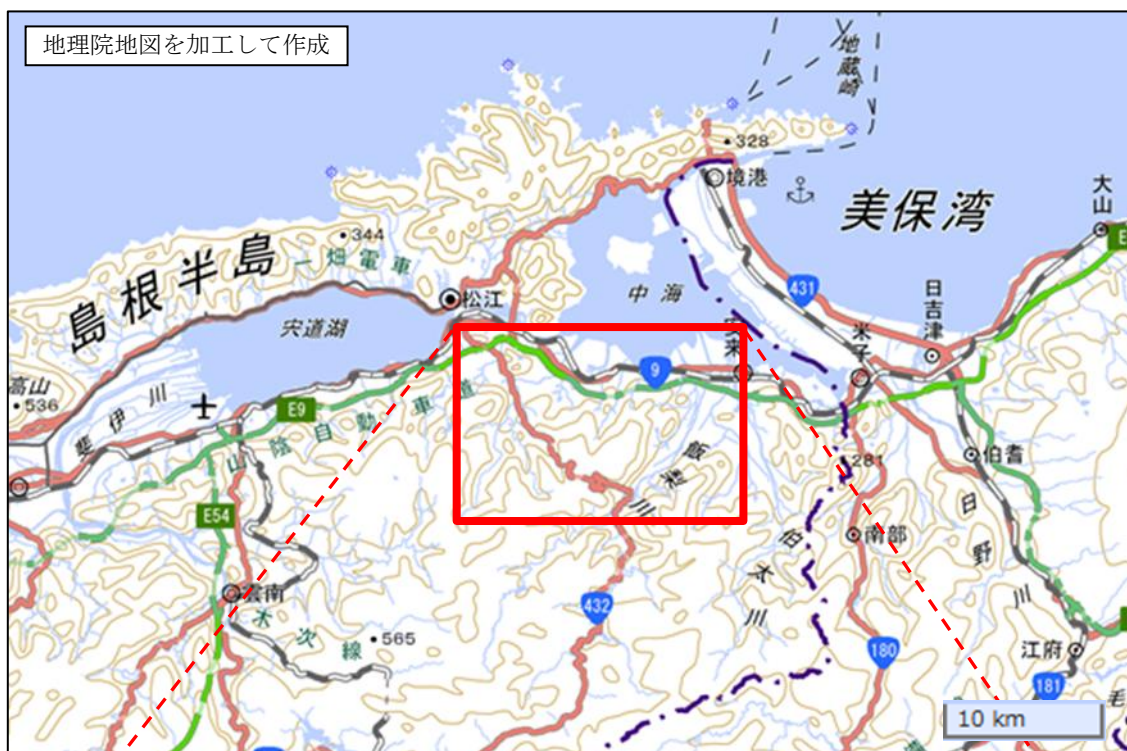 地理院地図を加工して作成
地蔵崎
328
境港
美保湾
大山
344
島根半島
一畑電車
松江
中海
431
日吉津
宍道湖
安来
米子
高山
536
9
斐伊川
E9
山陰自動車道
飯梨川
281
伯耆
E54
南部
日野川
伯太川
雲南
432
木次線
565
180
江府
181
10 km